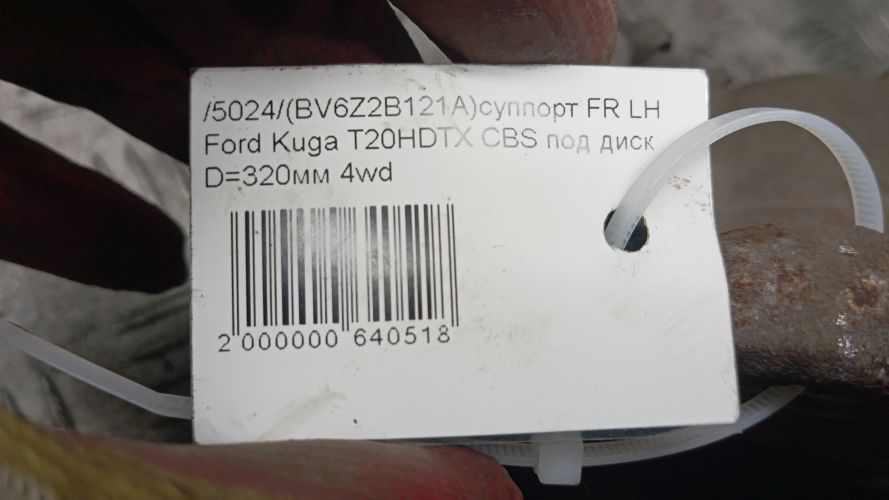 /5024/(BV6Z2B121A)суппорт FR LH
Ford Kuga T20HDTX CBS под диск
D=320мм 4wd
2 000000 640518